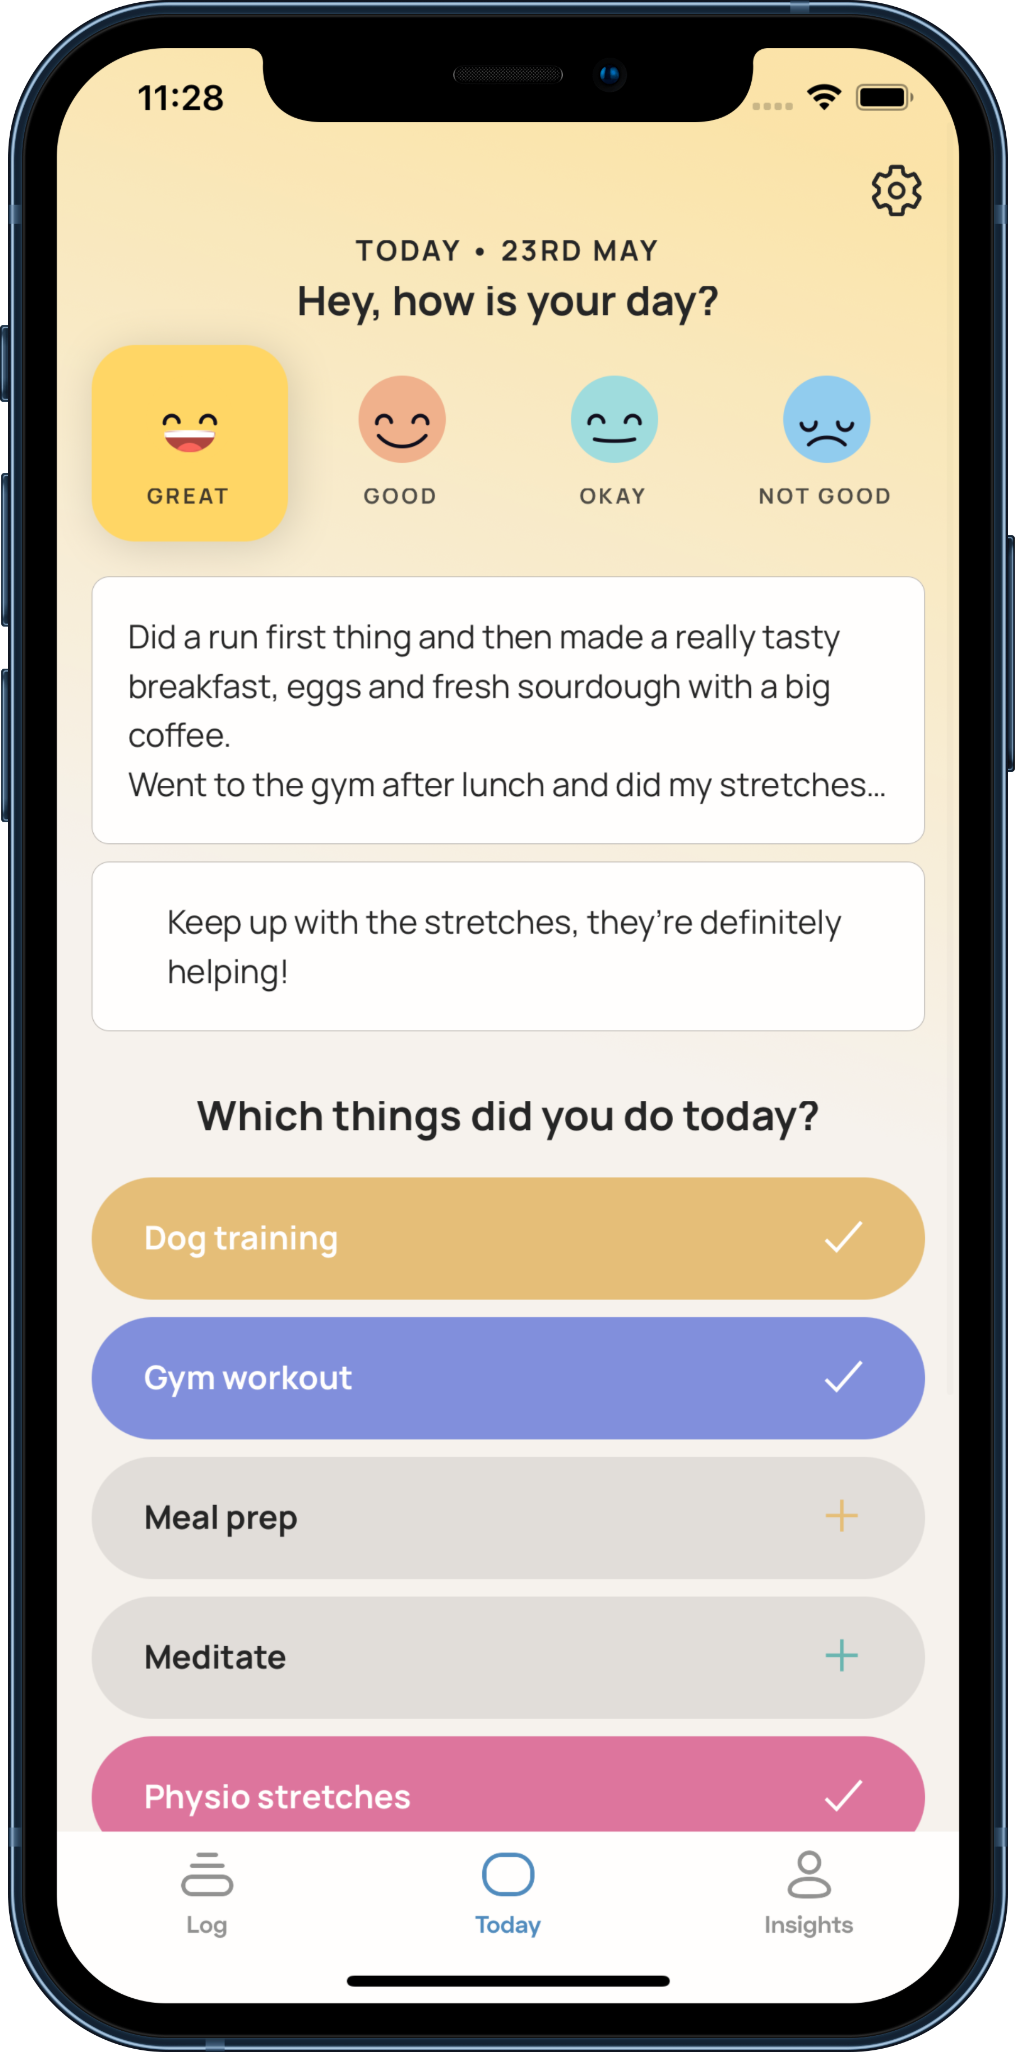 11:28
TODAY • 23RD MAY
Hey, how is your day?
GREAT
GOOD
OKAY
NOT GOOD
Did a run first thing and then made a really tasty
breakfast, eggs and fresh sourdough with a big
coffee.
Went to the gym after lunch and did my stretches...
Keep up with the stretches, they’re definitely
helping!
Which things did you do today?
Dog training
Gym workout
Meal prep
Meditate
Physio stretches
Log
Today
Insights